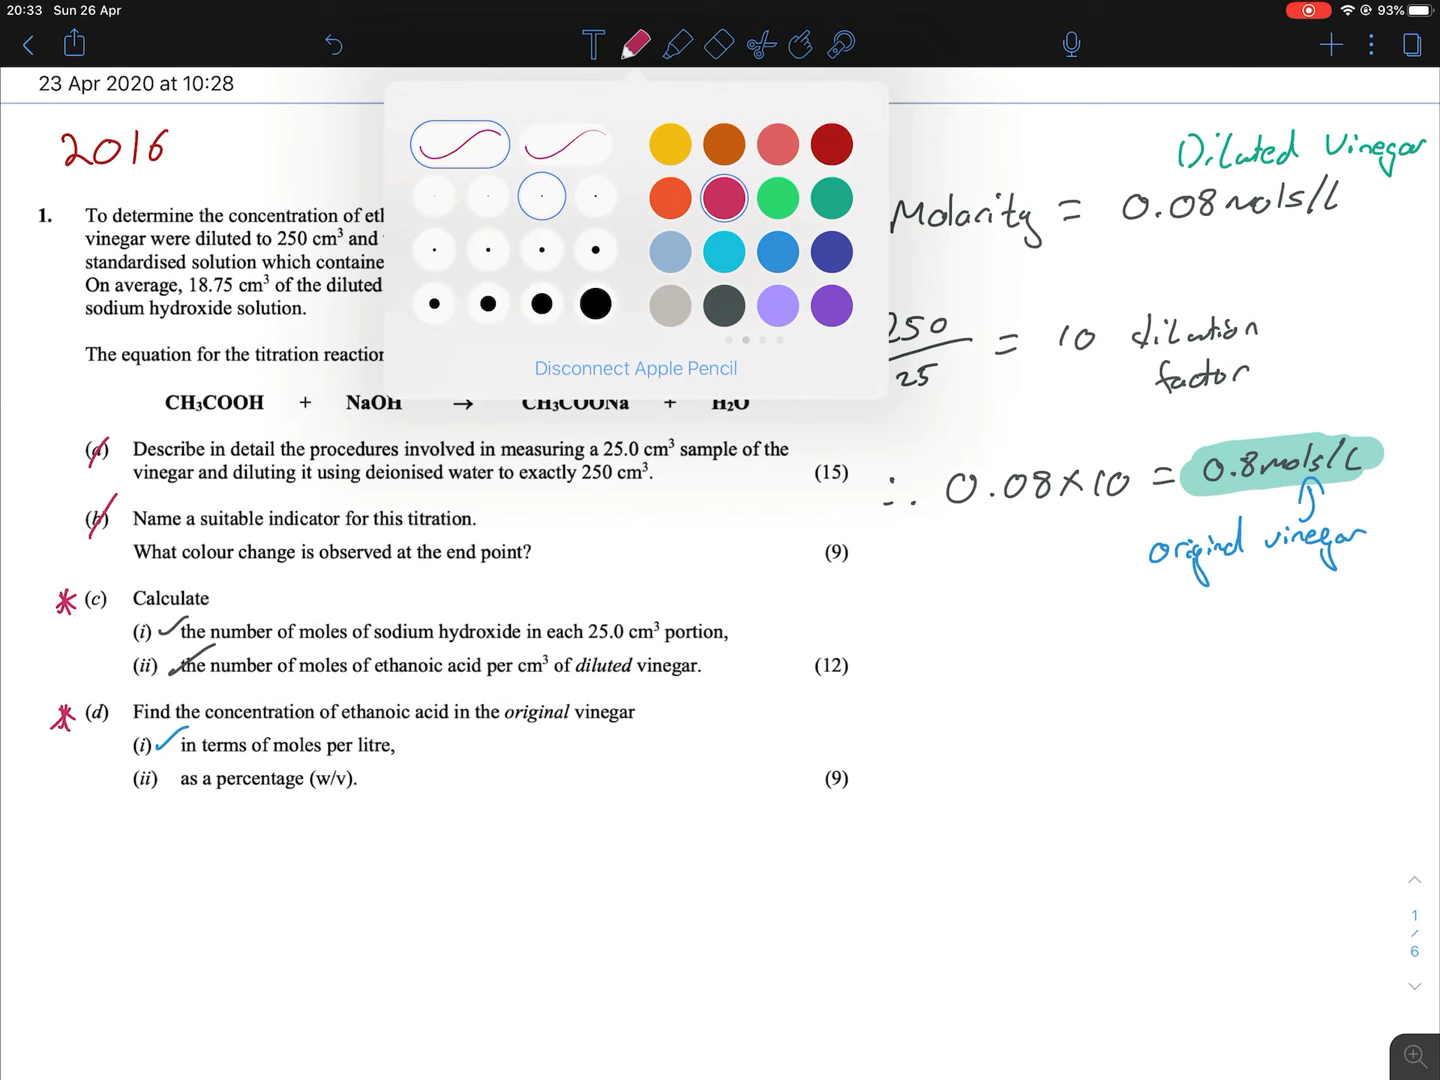 20:33 Sun 26 Apr
93%
T
23 Apr 2020 at 10:28
2016
Diluted Vinegar
Molarity = 0.08mols/L
1. To determine the concentration of etl
vinegar were diluted to 250 cm³ and
standardised solution which containe
On average, 18.75 cm³ of the diluted
sodium hydroxide solution.
250
25
= 10 dilution
factor
The equation for the titration reaction
Disconnect Apple Pencil
CH₃COOH + NaOH → CH₃COONa + H₂O
(a) Describe in detail the procedures involved in measuring a 25.0 cm³ sample of the
vinegar and diluting it using deionised water to exactly 250 cm³. (15)
∴ 0.08×10 = 0.8mols/L
original vinegar
(b) Name a suitable indicator for this titration.
What colour change is observed at the end point? (9)
(c) Calculate
(i) the number of moles of sodium hydroxide in each 25.0 cm³ portion,
(ii) the number of moles of ethanoic acid per cm³ of diluted vinegar. (12)
(d) Find the concentration of ethanoic acid in the original vinegar
(i) in terms of moles per litre,
(ii) as a percentage (w/v). (9)
1
/
6